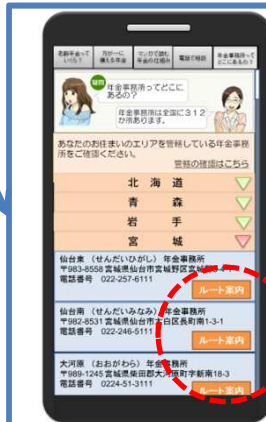 老齢年金って
いくら？
万が一に
備える年金
マンガで読む
年金の仕組み
電話で相談
年金事務所って
どこにあるの？
疑問
年金事務所ってどこに
あるの？
年金事務所は全国に３１２
か所あります。
あなたのお住まいのエリアを管轄している年金事務
所をご確認ください。
管轄の確認はこちら
北　海　道
青　森
岩　手
宮　城
仙台東（せんだいひがし）年金事務所
〒983-8558 宮城県仙台市宮城野区宮城野
電話番号　022-257-6111
ルート案内
仙台南（せんだいみなみ）年金事務所
〒982-8531 宮城県仙台市太白区長町南1-3-1
電話番号　022-246-5111
ルート案内
大河原（おおがわら）年金事務所
〒989-1245 宮城県柴田郡大河原町字新南18-3
電話番号　0224-51-3111
ルート案内